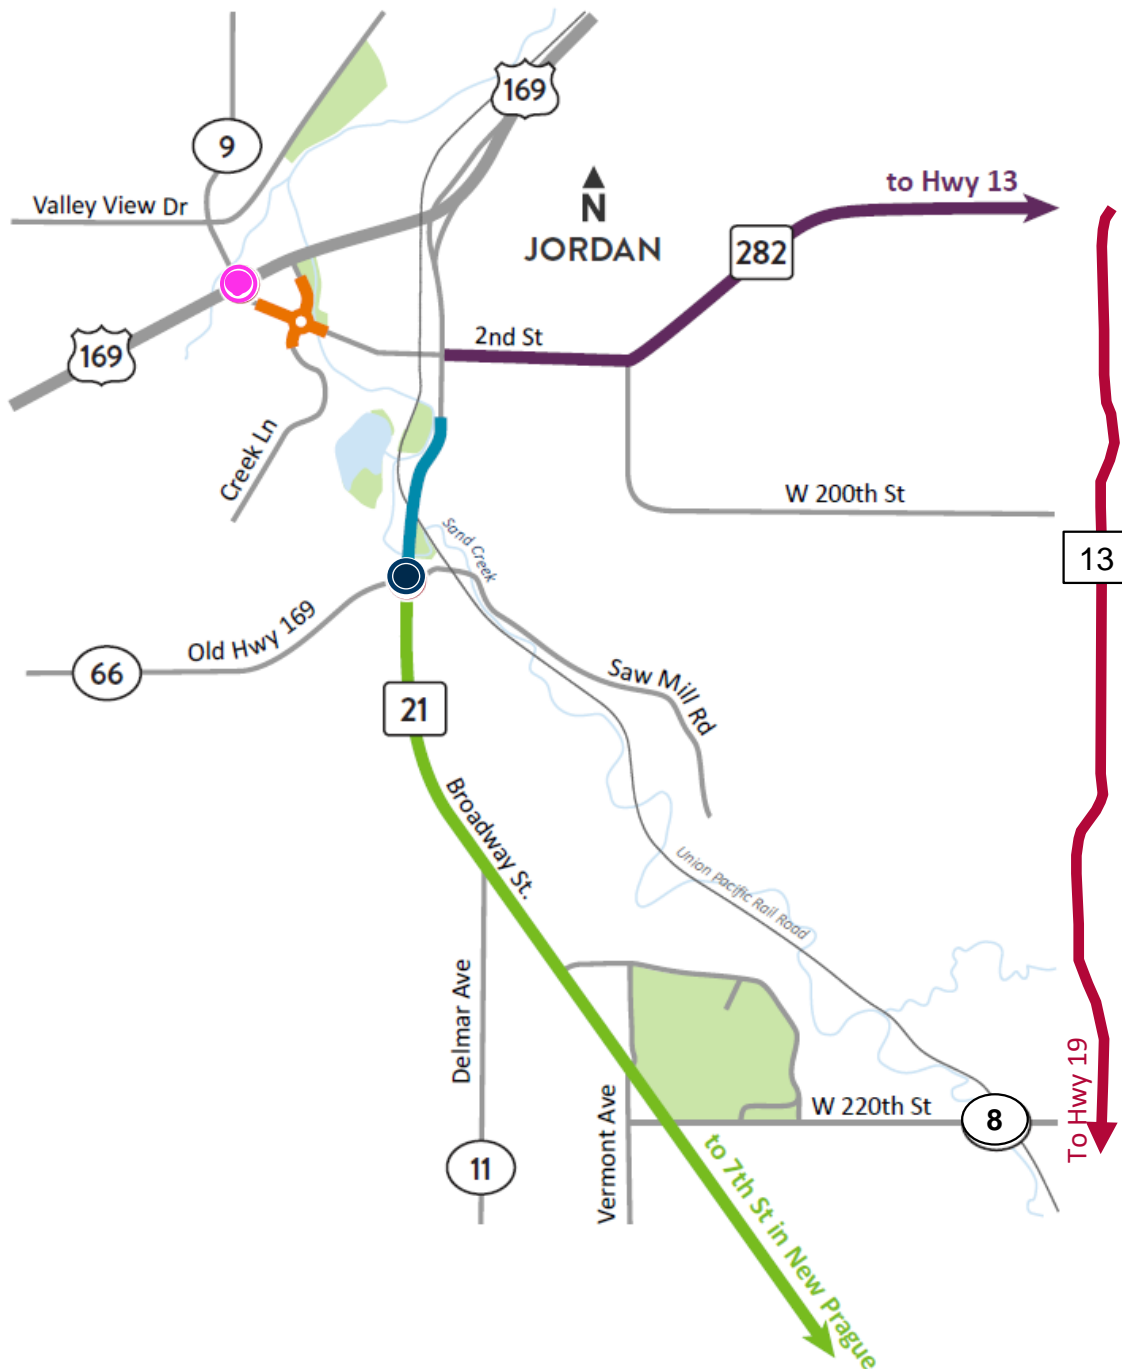 169
9
to Hwy 13
Valley View Dr
N
JORDAN
282
2nd St
169
Creek Ln
W 200th St
Sand Creek
13
Old Hwy 169
66
Saw Mill Rd
21
Broadway St.
Union Pacific Rail Road
Delmar Ave
To Hwy 19
W 220th St
8
Vermont Ave
11
to 7th St in New Prague